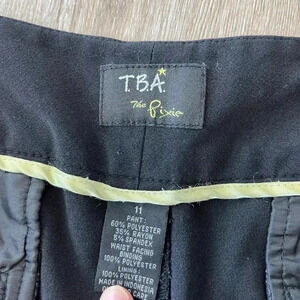 T.B.A.
The Pixie
11
PANT:
60% POLYESTER
35% RAYON
5% SPANDEX
WAIST FACING
BINDING
100% POLYESTER
LINING:
100% POLYESTER
MADE IN INDONESIA